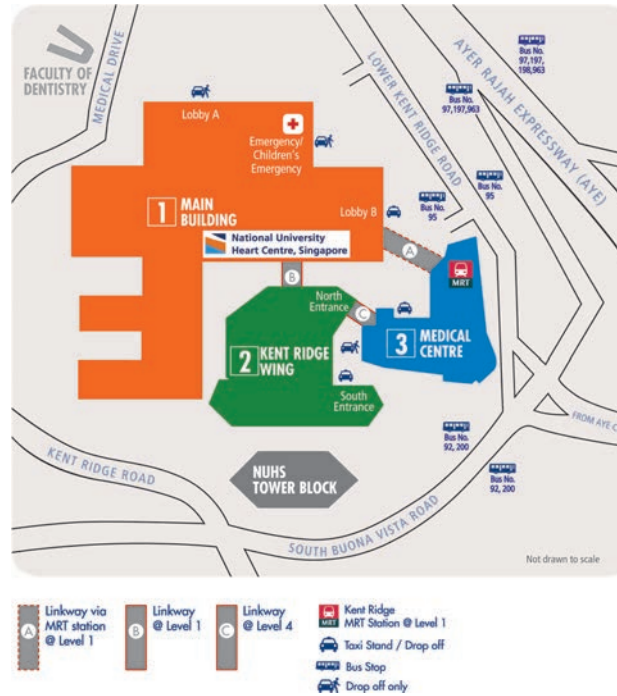 FACULTY OF
DENTISTRY
MEDICAL DRIVE
Lobby A
Emergency/
Children's
Emergency
1 MAIN
BUILDING
Lobby B
National University
Heart Centre, Singapore
A
B
C
North
Entrance
2 KENT RIDGE
WING
South
Entrance
3 MEDICAL
CENTRE
MRT
NUHS
TOWER BLOCK
LOWER KENT RIDGE ROAD
AYER RAJAH EXPRESSWAY (AYE)
Bus No.
97,197,
198,963
Bus No.
97,197,963
Bus No.
95
Bus No.
95
Bus No.
92, 200
Bus No.
92, 200
FROM AYE C
KENT RIDGE ROAD
SOUTH BUONA VISTA ROAD
Not drawn to scale
A
Linkway via
MRT station
@ Level 1
B
Linkway
@ Level 1
C
Linkway
@ Level 4
MRT
Kent Ridge
MRT Station @ Level 1
Taxi Stand / Drop off
Bus Stop
Drop off only